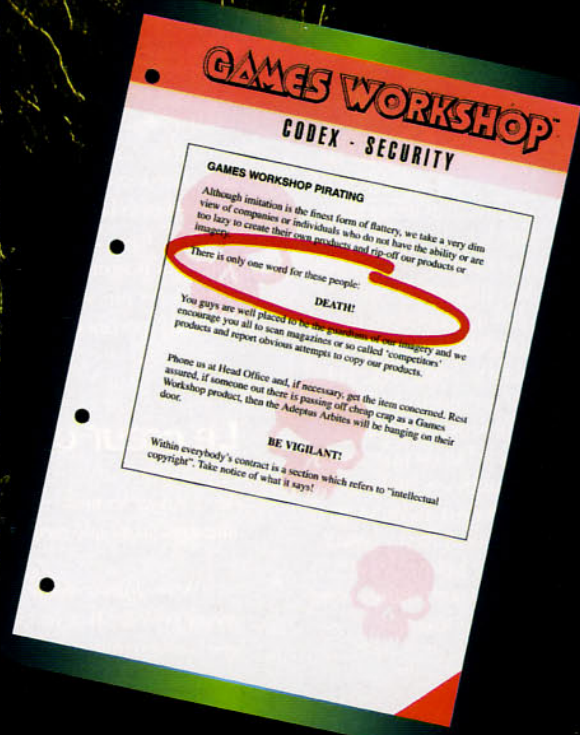 GAMES WORKSHOP™
CODEX - SECURITY
GAMES WORKSHOP PIRATING
Although imitation is the finest form of flattery, we take a very dim
view of companies or individuals who do not have the ability or are
too lazy to create their own products and rip-off our products or
imagery.
There is only one word for these people:
DEATH!
You guys are well placed to be the guardians of our imagery and we
encourage you all to scan magazines or so called 'competitors'
products and report obvious attempts to copy our products.
Phone us at Head Office and, if necessary, get the item concerned. Rest
assured, if someone out there is passing off cheap crap as a Games
Workshop product, then the Adeptus Arbites will be banging on their
door.
BE VIGILANT!
Within everybody's contract is a section which refers to "intellectual
copyright". Take notice of what it says!